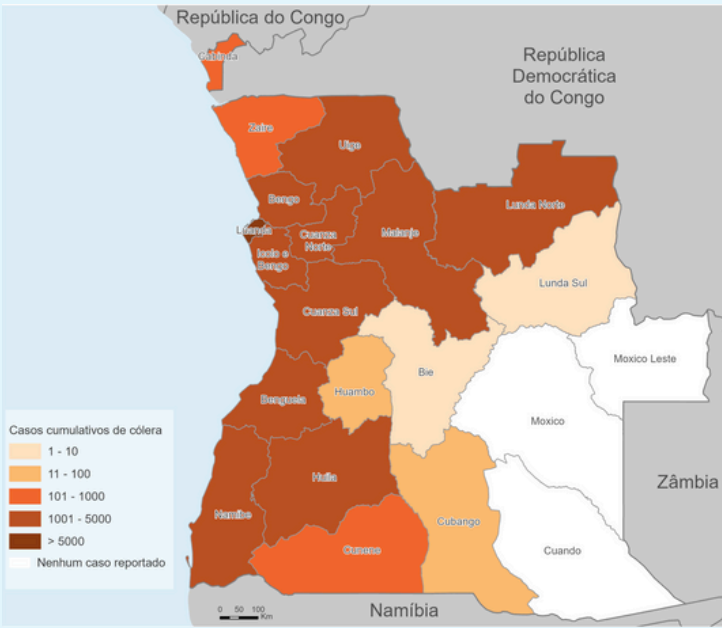 República do Congo
República
Democrática
do Congo
Cabinda
Zaire
Uige
Bengo
Luanda
Cuanza
Norte
Malanje
Lunda Norte
Icolo e
Bengo
Lunda Sul
Cuanza Sul
Moxico Leste
Bie
Huambo
Benguela
Moxico
Casos cumulativos de cólera
1 - 10
11 - 100
101 - 1000
1001 - 5000
> 5000
Nenhum caso reportado
Huila
Zâmbia
Namibe
Cubango
Cunene
Cuando
0 50 100
Km
Namíbia